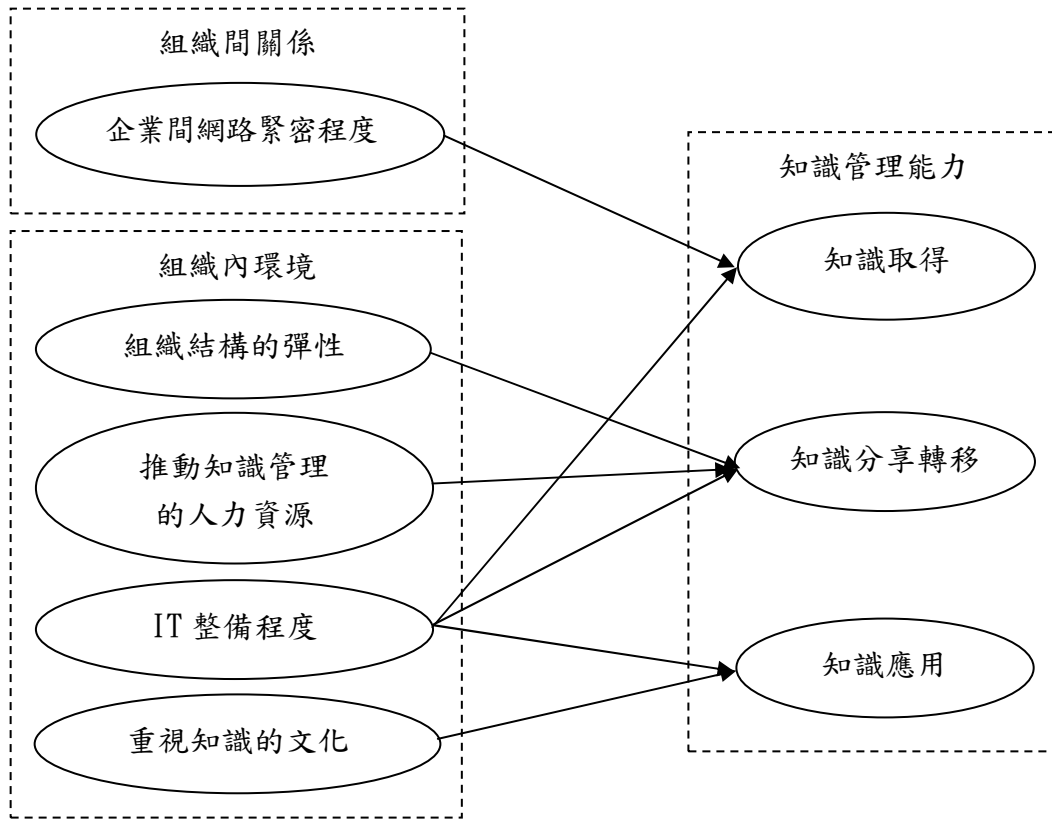 組織間關係
企業間網路緊密程度
組織內環境
組織結構的彈性
推動知識管理
的人力資源
IT 整備程度
重視知識的文化
知識管理能力
知識取得
知識分享轉移
知識應用